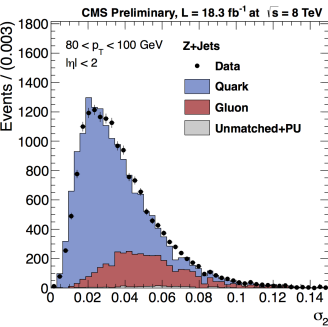 CMS Preliminary, L = 18.3 fb⁻¹ at √s = 8 TeV
Events / (0.003)
1800
1600
1400
1200
1000
800
600
400
200
0
80 < p_T < 100 GeV
|η| < 2
Z+Jets
Data
Quark
Gluon
Unmatched+PU
0 0.02 0.04 0.06 0.08 0.1 0.12 0.14
σ₂